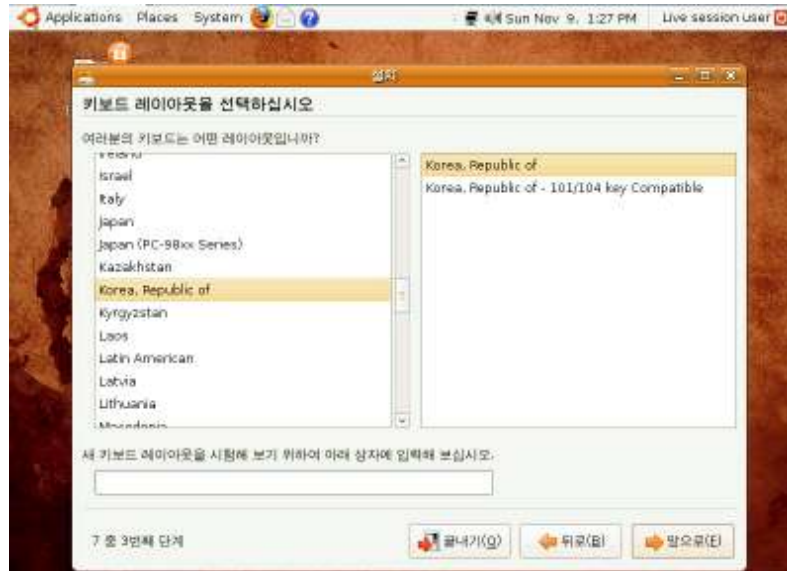 Applications Places System Sun Nov 9, 1:27 PM Live session user
설치
키보드 레이아웃을 선택하십시오
여러분의 키보드는 어떤 레이아웃입니까?
Ireland
Israel
Italy
Japan
Japan (PC-98xx Series)
Kazakhstan
Korea, Republic of
Kyrgyzstan
Laos
Latin American
Latvia
Lithuania
Macedonia
Korea, Republic of
Korea, Republic of - 101/104 key Compatible
새 키보드 레이아웃을 시험해 보기 위하여 아래 상자에 입력해 보십시오.
7 중 3번째 단계
끝내기(Q)
뒤로(B)
앞으로(F)